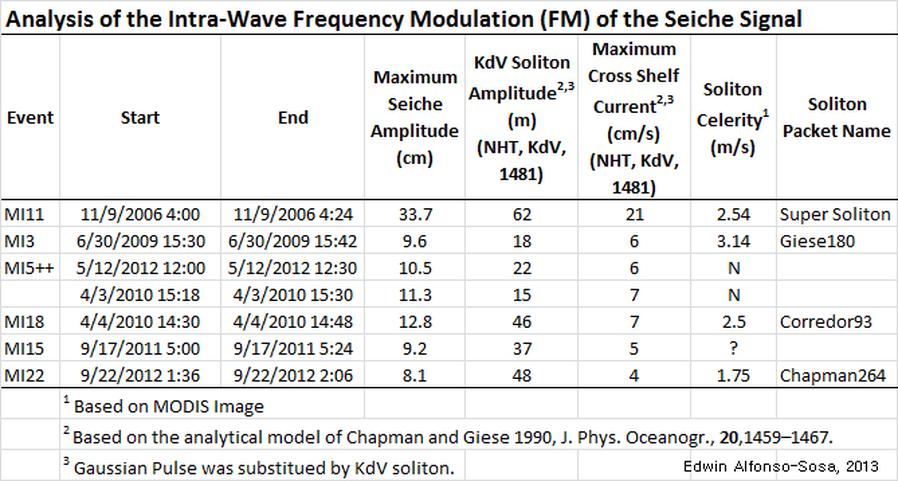 Analysis of the Intra-Wave Frequency Modulation (FM) of the Seiche Signal
Event Start End Maximum Seiche Amplitude (cm) KdV Soliton Amplitude2,3 (m) (NHT, KdV, 1481) Maximum Cross Shelf Current2,3 (cm/s) (NHT, KdV, 1481) Soliton Celerity1 (m/s) Soliton Packet Name
MI11 11/9/2006 4:00 11/9/2006 4:24 33.7 62 21 2.54 Super Soliton
MI3 6/30/2009 15:30 6/30/2009 15:42 9.6 18 6 3.14 Giese180
MI5++ 5/12/2012 12:00 5/12/2012 12:30 10.5 22 6 N
4/3/2010 15:18 4/3/2010 15:30 11.3 15 7 N
MI18 4/4/2010 14:30 4/4/2010 14:48 12.8 46 7 2.5 Corredor93
MI15 9/17/2011 5:00 9/17/2011 5:24 9.2 37 5 ?
MI22 9/22/2012 1:36 9/22/2012 2:06 8.1 48 4 1.75 Chapman264
1 Based on MODIS Image
2 Based on the analytical model of Chapman and Giese 1990, J. Phys. Oceanogr., 20,1459–1467.
3 Gaussian Pulse was substitued by KdV soliton. Edwin Alfonso-Sosa, 2013